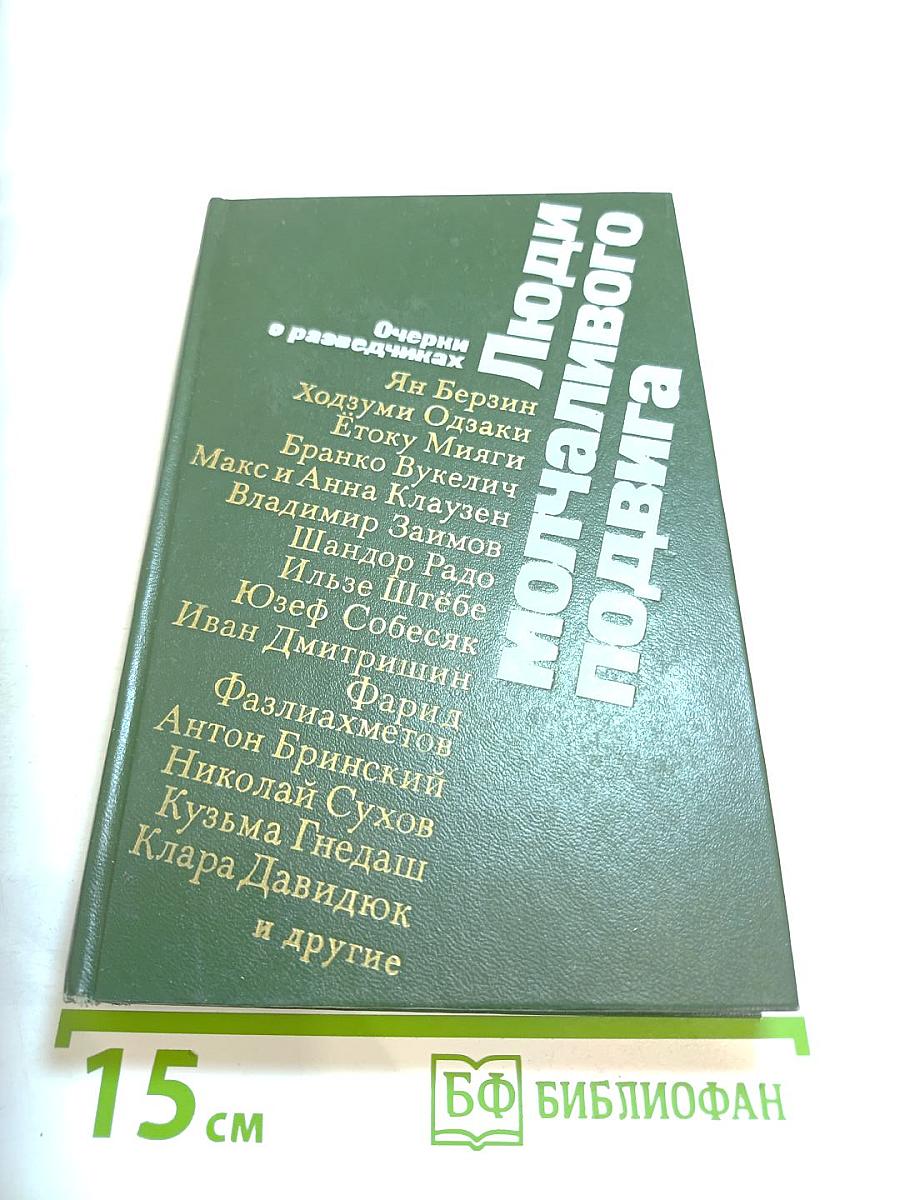 Люди
молчаливого
подвига
Очерки
о разведчиках
Ян Берзин
Ходзуми Одзаки
Ётоку Мияги
Бранко Вукелич
Макс и Анна Клаузен
Владимир Заимов
Шандор Радо
Ильзе Штёбе
Юзеф Собесяк
Иван Дмитришин
Фарид
Фазлиахметов
Антон Бринский
Николай Сухов
Кузьма Гнедаш
Клара Давидюк
и другие
15 см
БФ БИБЛИОФАН